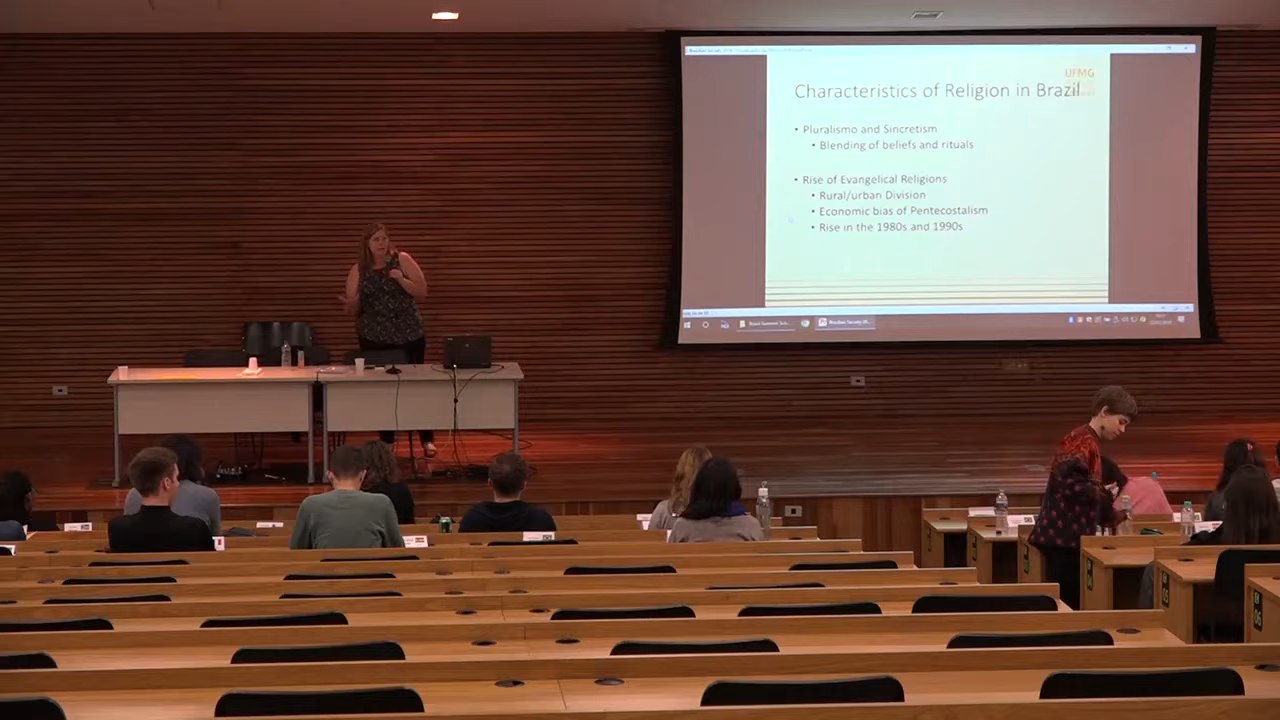 UFMG
Characteristics of Religion in Brazil
• Pluralismo and Sincretism
• Blending of beliefs and rituals
• Rise of Evangelical Religions
• Rural/urban Division
• Economic bias of Pentecostalism
• Rise in the 1980s and 1990s